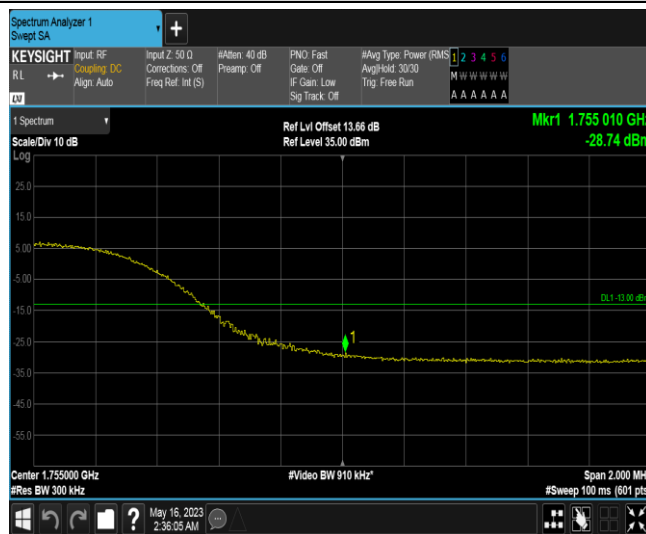 Spectrum Analyzer 1
Swept SA
+
KEYSIGHT Input: RF
RL Coupling: DC
Align: Auto
LXI
Input Z: 50 Ω
Corrections: Off
Freq Ref: Int (S)
#Atten: 40 dB
Preamp: Off
PNO: Fast
Gate: Off
IF Gain: Low
Sig Track: Off
#Avg Type: Power (RMS
Avg|Hold: 30/30
Trig: Free Run
1 2 3 4 5 6
M W W W W W
A A A A A A
1 Spectrum
Scale/Div 10 dB
Ref Lvl Offset 13.66 dB
Ref Level 35.00 dBm
Mkr1 1.755 010 GHz
-28.74 dBm
Log
25.0
15.0
5.00
-5.00
DL1 -13.00 dBm
-15.0
-25.0
1
-35.0
-45.0
-55.0
Center 1.755000 GHz
#Res BW 300 kHz
#Video BW 910 kHz*
Span 2.000 MH
#Sweep 100 ms (601 pts
?
May 16, 2023
2:36:05 AM